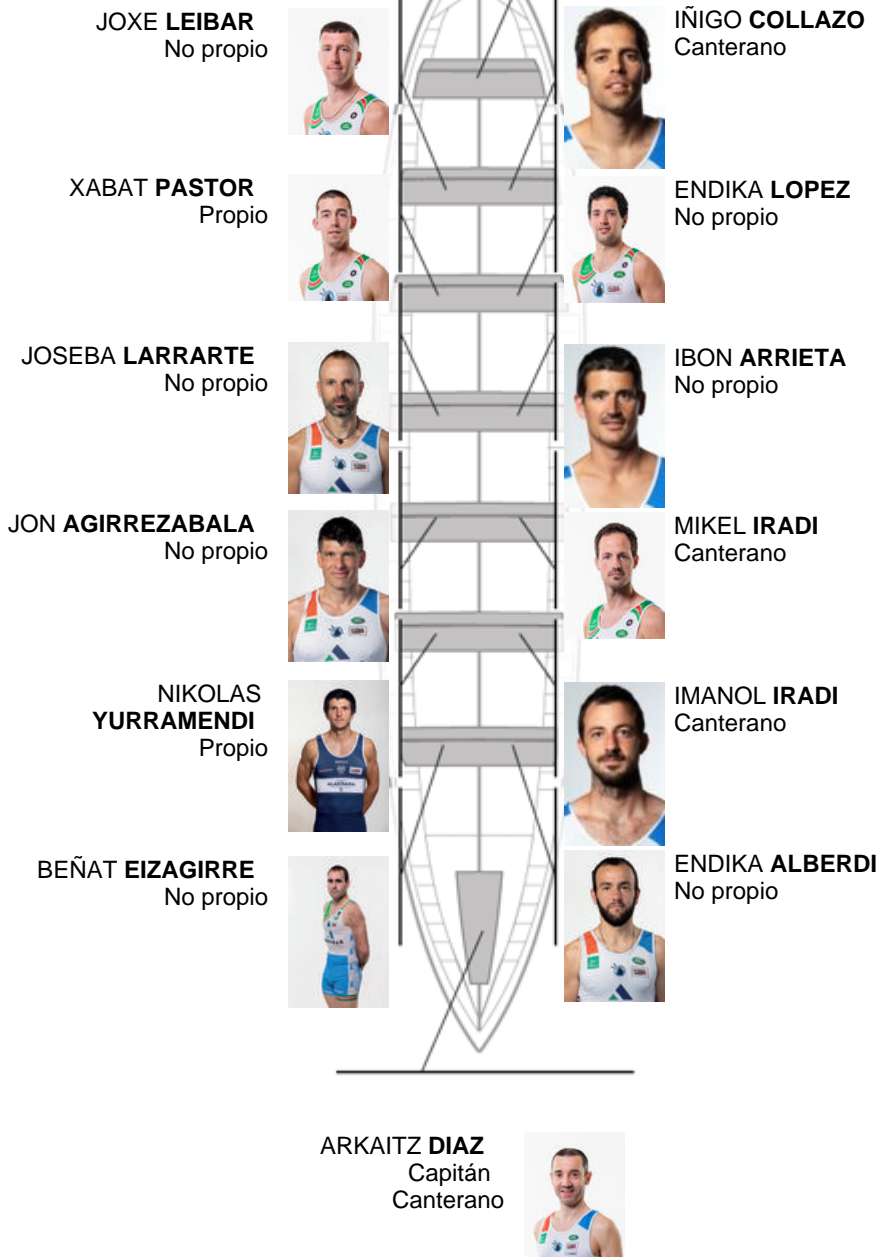 JOXE LEIBAR
No propio
IÑIGO COLLAZO
Canterano
XABAT PASTOR
Propio
ENDIKA LOPEZ
No propio
JOSEBA LARRARTE
No propio
IBON ARRIETA
No propio
JON AGIRREZABALA
No propio
MIKEL IRADI
Canterano
NIKOLAS
YURRAMENDI
Propio
IMANOL IRADI
Canterano
BEÑAT EIZAGIRRE
No propio
ENDIKA ALBERDI
No propio
ARKAITZ DIAZ
Capitán
Canterano